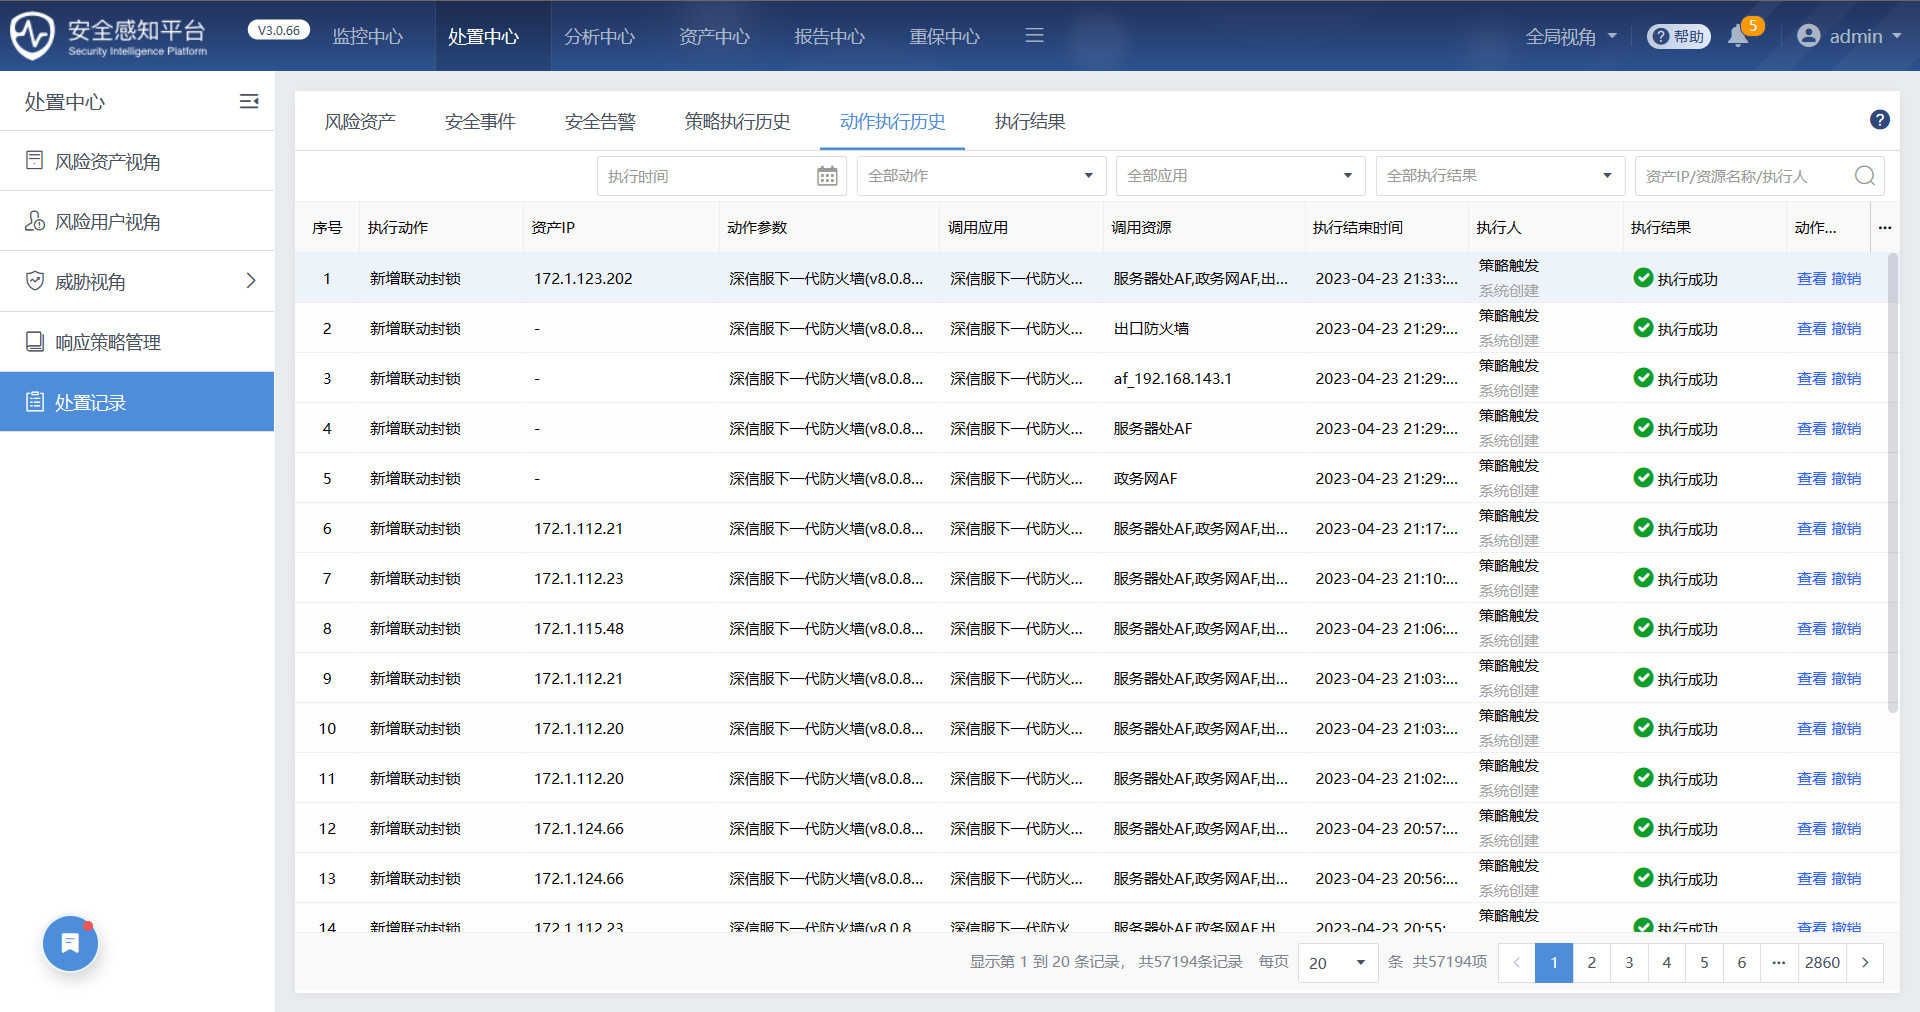 安全感知平台
Security Intelligence Platform
V3.0.66
监控中心
处置中心
分析中心
资产中心
报告中心
重保中心
全局视角
帮助
5
admin
处置中心
风险资产视角
风险用户视角
威胁视角
响应策略管理
处置记录
风险资产 安全事件 安全告警 策略执行历史 动作执行历史 执行结果
执行时间 全部动作 全部应用 全部执行结果 资产IP/资源名称/执行人
序号 执行动作 资产IP 动作参数 调用应用 调用资源 执行结束时间 执行人 执行结果 动作... ...
1 新增联动封锁 172.1.123.202 深信服下一代防火墙(v8.0.8... 深信服下一代防火... 服务器处AF,政务网AF,出... 2023-04-23 21:33:... 策略触发 系统创建 执行成功 查看 撤销
2 新增联动封锁 - 深信服下一代防火墙(v8.0.8... 深信服下一代防火... 出口防火墙 2023-04-23 21:29:... 策略触发 系统创建 执行成功 查看 撤销
3 新增联动封锁 - 深信服下一代防火墙(v8.0.8... 深信服下一代防火... af_192.168.143.1 2023-04-23 21:29:... 策略触发 系统创建 执行成功 查看 撤销
4 新增联动封锁 - 深信服下一代防火墙(v8.0.8... 深信服下一代防火... 服务器处AF 2023-04-23 21:29:... 策略触发 系统创建 执行成功 查看 撤销
5 新增联动封锁 - 深信服下一代防火墙(v8.0.8... 深信服下一代防火... 政务网AF 2023-04-23 21:29:... 策略触发 系统创建 执行成功 查看 撤销
6 新增联动封锁 172.1.112.21 深信服下一代防火墙(v8.0.8... 深信服下一代防火... 服务器处AF,政务网AF,出... 2023-04-23 21:17:... 策略触发 系统创建 执行成功 查看 撤销
7 新增联动封锁 172.1.112.23 深信服下一代防火墙(v8.0.8... 深信服下一代防火... 服务器处AF,政务网AF,出... 2023-04-23 21:10:... 策略触发 系统创建 执行成功 查看 撤销
8 新增联动封锁 172.1.115.48 深信服下一代防火墙(v8.0.8... 深信服下一代防火... 服务器处AF,政务网AF,出... 2023-04-23 21:06:... 策略触发 系统创建 执行成功 查看 撤销
9 新增联动封锁 172.1.112.21 深信服下一代防火墙(v8.0.8... 深信服下一代防火... 服务器处AF,政务网AF,出... 2023-04-23 21:03:... 策略触发 系统创建 执行成功 查看 撤销
10 新增联动封锁 172.1.112.20 深信服下一代防火墙(v8.0.8... 深信服下一代防火... 服务器处AF,政务网AF,出... 2023-04-23 21:03:... 策略触发 系统创建 执行成功 查看 撤销
11 新增联动封锁 172.1.112.20 深信服下一代防火墙(v8.0.8... 深信服下一代防火... 服务器处AF,政务网AF,出... 2023-04-23 21:02:... 策略触发 系统创建 执行成功 查看 撤销
12 新增联动封锁 172.1.124.66 深信服下一代防火墙(v8.0.8... 深信服下一代防火... 服务器处AF,政务网AF,出... 2023-04-23 20:57:... 策略触发 系统创建 执行成功 查看 撤销
13 新增联动封锁 172.1.124.66 深信服下一代防火墙(v8.0.8... 深信服下一代防火... 服务器处AF,政务网AF,出... 2023-04-23 20:56:... 策略触发 系统创建 执行成功 查看 撤销
14 新增联动封锁 172.1.112.23 深信服下一代防火墙(v8.0.8... 深信服下一代防火... 服务器处AF,政务网AF,出... 2023-04-23 20:55:... 策略触发 执行成功 查看 撤销
显示第 1 到 20 条记录， 共57194条记录 每页 20 条 共57194项 < 1 2 3 4 5 6 ... 2860 >